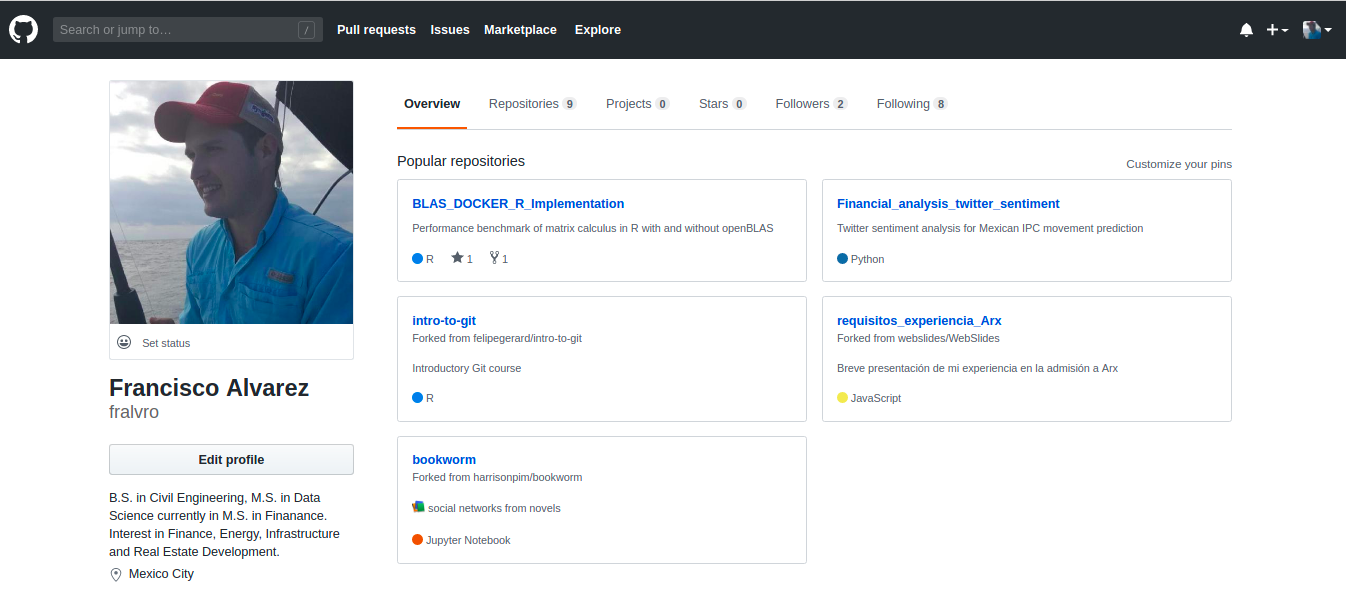 Search or jump to… /
Pull requests Issues Marketplace Explore
Overview Repositories 9 Projects 0 Stars 0 Followers 2 Following 8
Set status
Francisco Alvarez
fralvro
Edit profile
B.S. in Civil Engineering, M.S. in Data
Science currently in M.S. in Finanance.
Interest in Finance, Energy, Infrastructure
and Real Estate Development.
Mexico City
Popular repositories
Customize your pins
BLAS_DOCKER_R_Implementation
Performance benchmark of matrix calculus in R with and without openBLAS
R 1 1
Financial_analysis_twitter_sentiment
Twitter sentiment analysis for Mexican IPC movement prediction
Python
intro-to-git
Forked from felipegerard/intro-to-git
Introductory Git course
R
requisitos_experiencia_Arx
Forked from webslides/WebSlides
Breve presentación de mi experiencia en la admisión a Arx
JavaScript
bookworm
Forked from harrisonpim/bookworm
social networks from novels
Jupyter Notebook